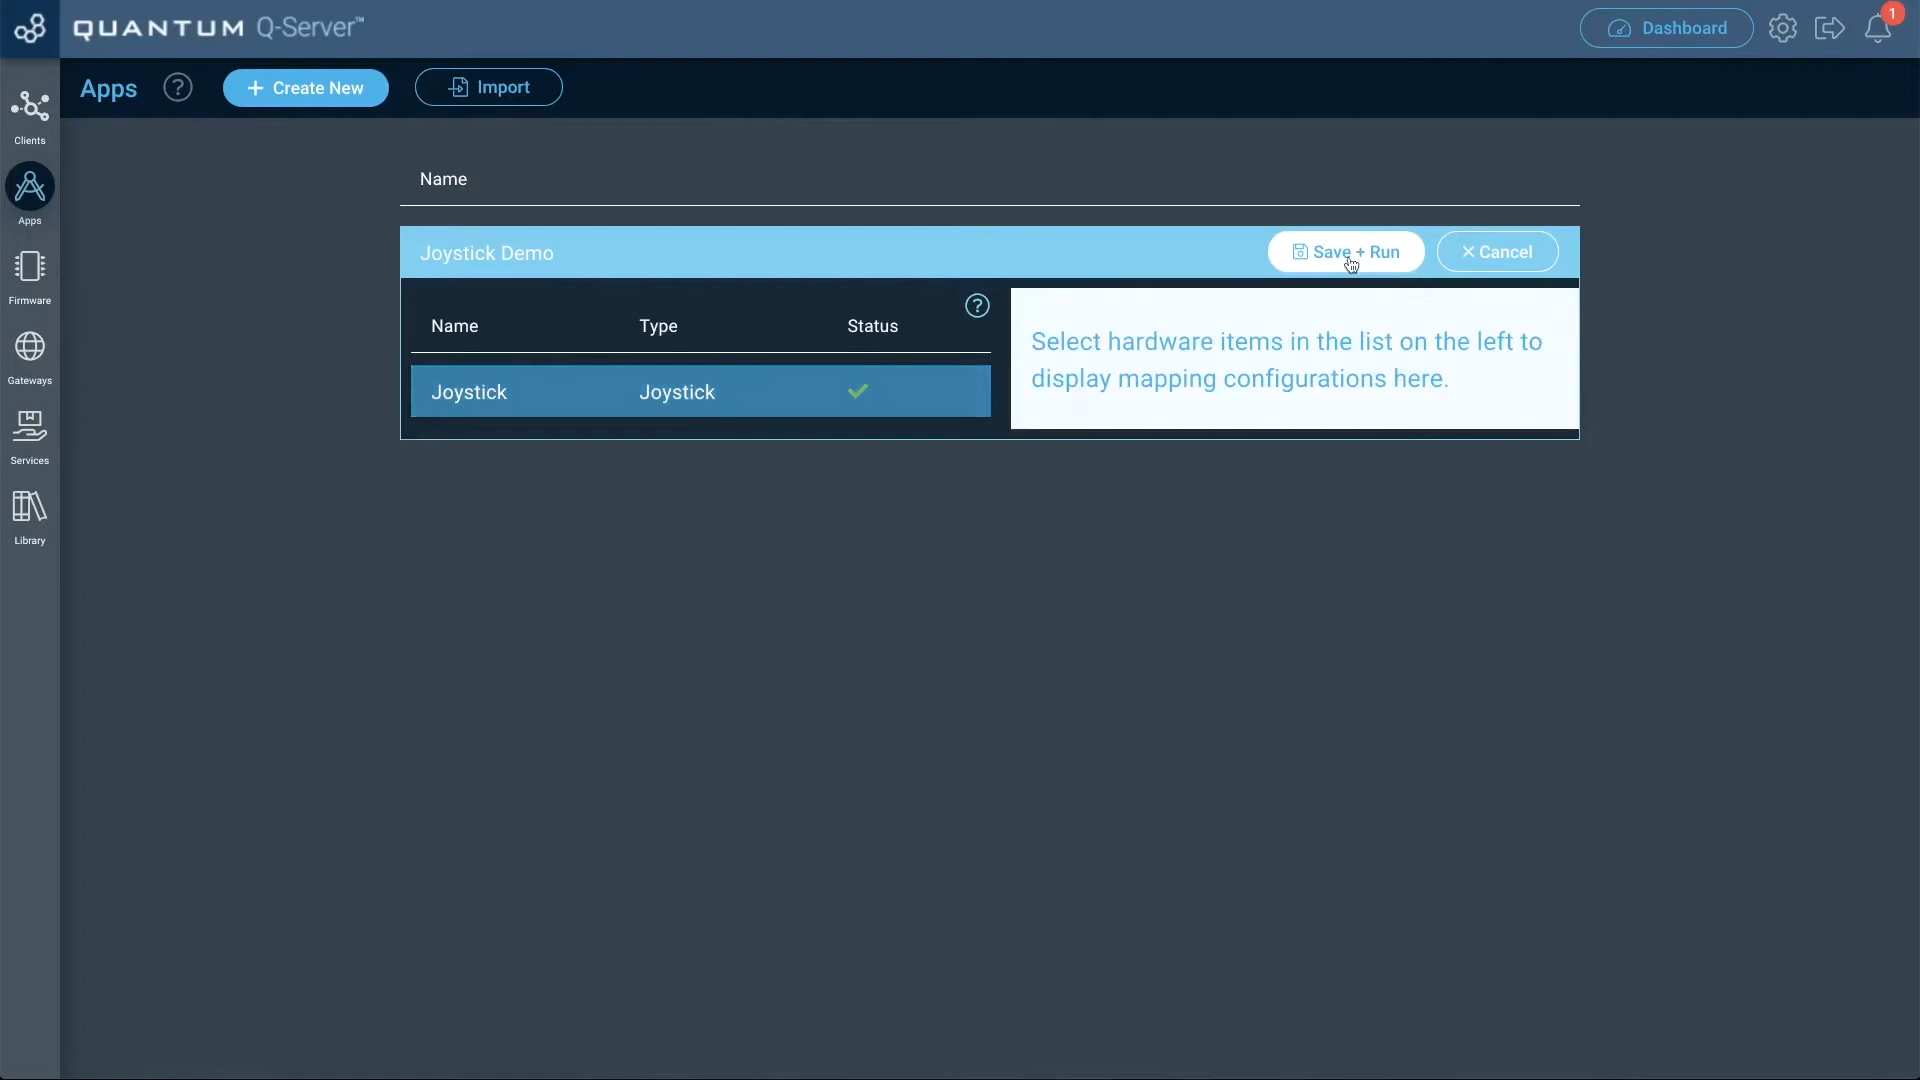 QUANTUM Q-Server™
Dashboard
1
Apps
?
+ Create New
Import
Clients
Apps
Firmware
Gateways
Services
Library
Name
Joystick Demo
Save + Run
× Cancel
Name Type Status
?
Joystick Joystick
Select hardware items in the list on the left to
display mapping configurations here.